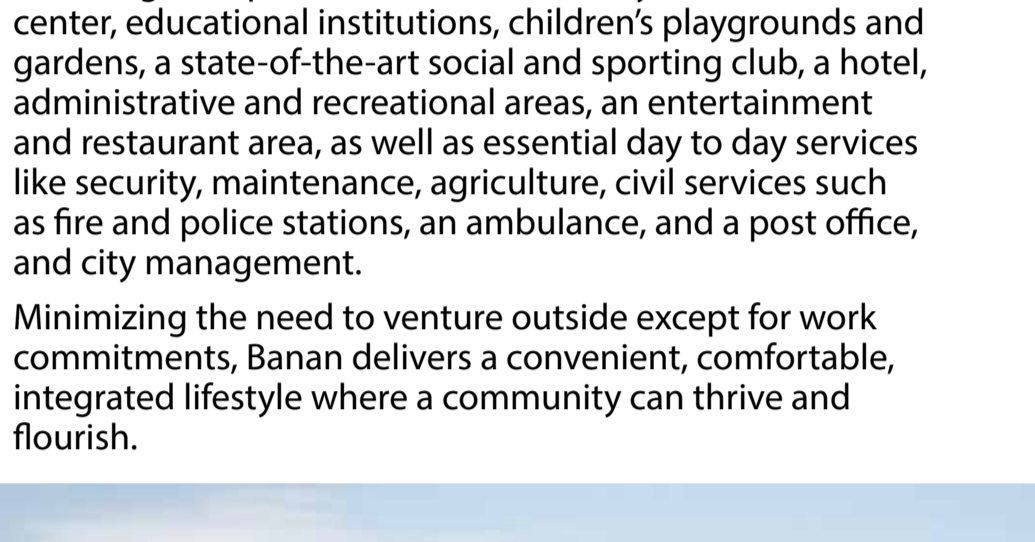 center, educational institutions, children’s playgrounds and
gardens, a state-of-the-art social and sporting club, a hotel,
administrative and recreational areas, an entertainment
and restaurant area, as well as essential day to day services
like security, maintenance, agriculture, civil services such
as fire and police stations, an ambulance, and a post office,
and city management.
Minimizing the need to venture outside except for work
commitments, Banan delivers a convenient, comfortable,
integrated lifestyle where a community can thrive and
flourish.